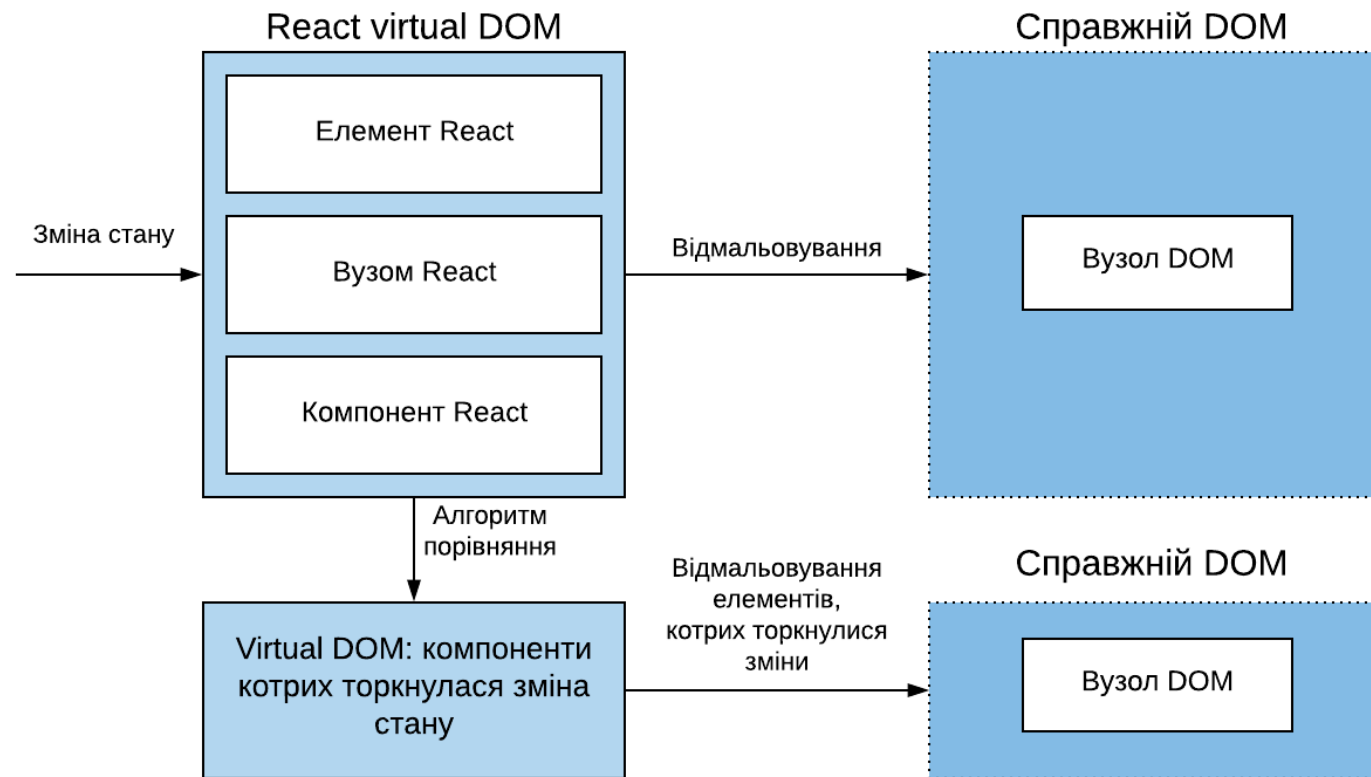 React virtual DOM
Справжній DOM
Елемент React
Зміна стану
Вузом React
Відмальовування
Вузол DOM
Компонент React
Алгоритм
порівняння
Відмальовування
елементів,
котрих торкнулися
зміни
Справжній DOM
Virtual DOM: компоненти
котрих торкнулася зміна
стану
Вузол DOM